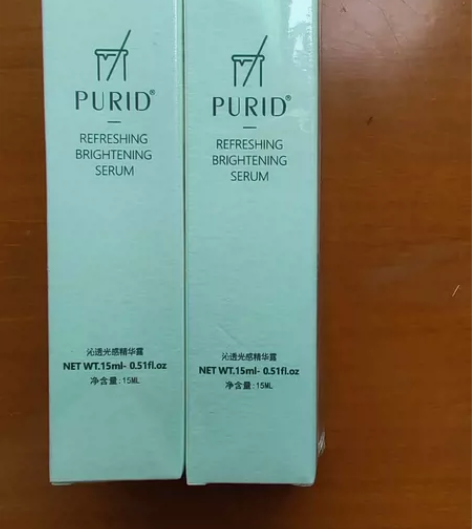 PURID®
REFRESHING
BRIGHTENING
SERUM
沁透光感精华露
NET WT.15ml- 0.51fl.oz
净含量:15ML
PURID®
REFRESHING
BRIGHTENING
SERUM
沁透光感精华露
NET WT.15ml- 0.51fl.oz
净含量:15ML